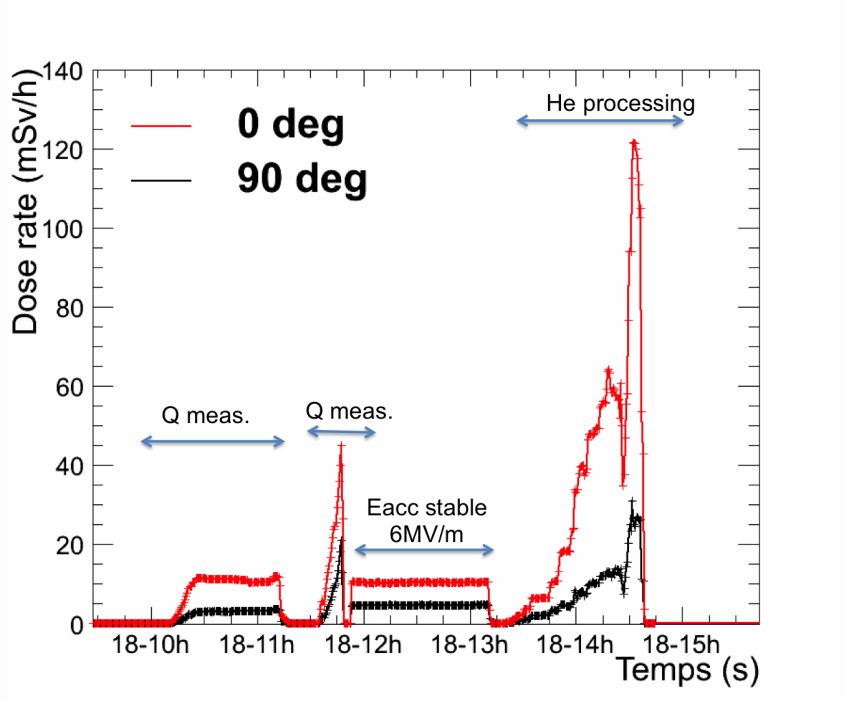 Dose rate (mSv/h)
140
120
100
80
60
40
20
0
0 deg
90 deg
He processing
Q meas.
Q meas.
Eacc stable
6MV/m
18-10h 18-11h 18-12h 18-13h 18-14h 18-15h
Temps (s)